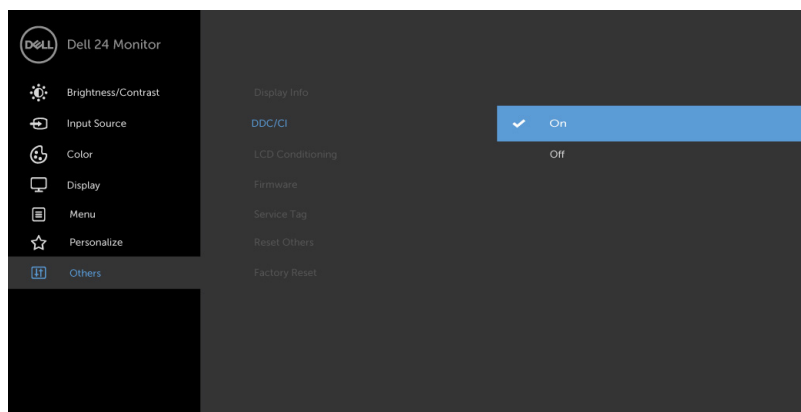 DELL
Dell 24 Monitor
Brightness/Contrast
Input Source
Color
Display
Menu
Personalize
Others
Display Info
DDC/CI
LCD Conditioning
Firmware
Service Tag
Reset Others
Factory Reset
On
Off